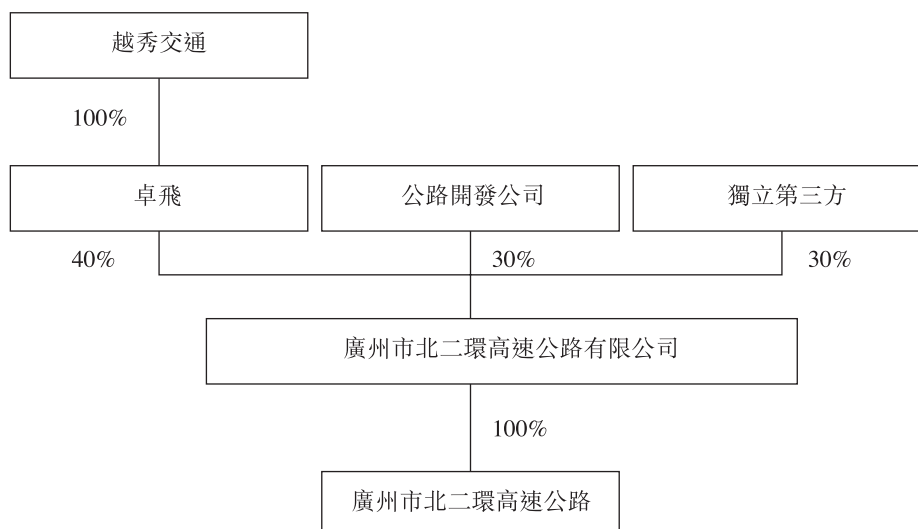 越秀交通
100%
卓飛
公路開發公司
獨立第三方
40%
30%
30%
廣州市北二環高速公路有限公司
100%
廣州市北二環高速公路